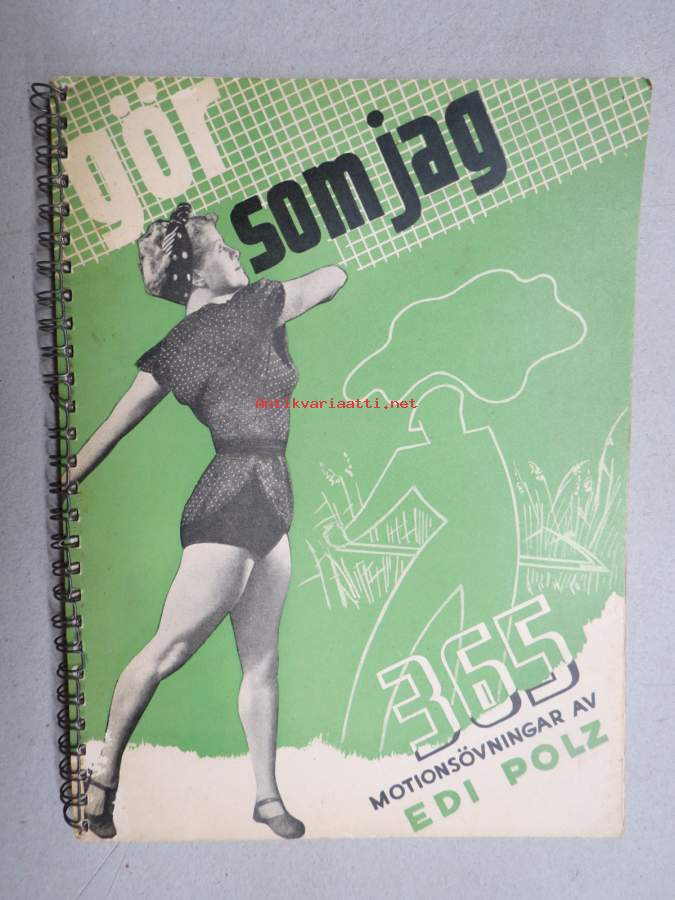 gör
som jag
antikvariaatti.net
365
MOTIONSÖVNINGAR AV
EDI POLZ